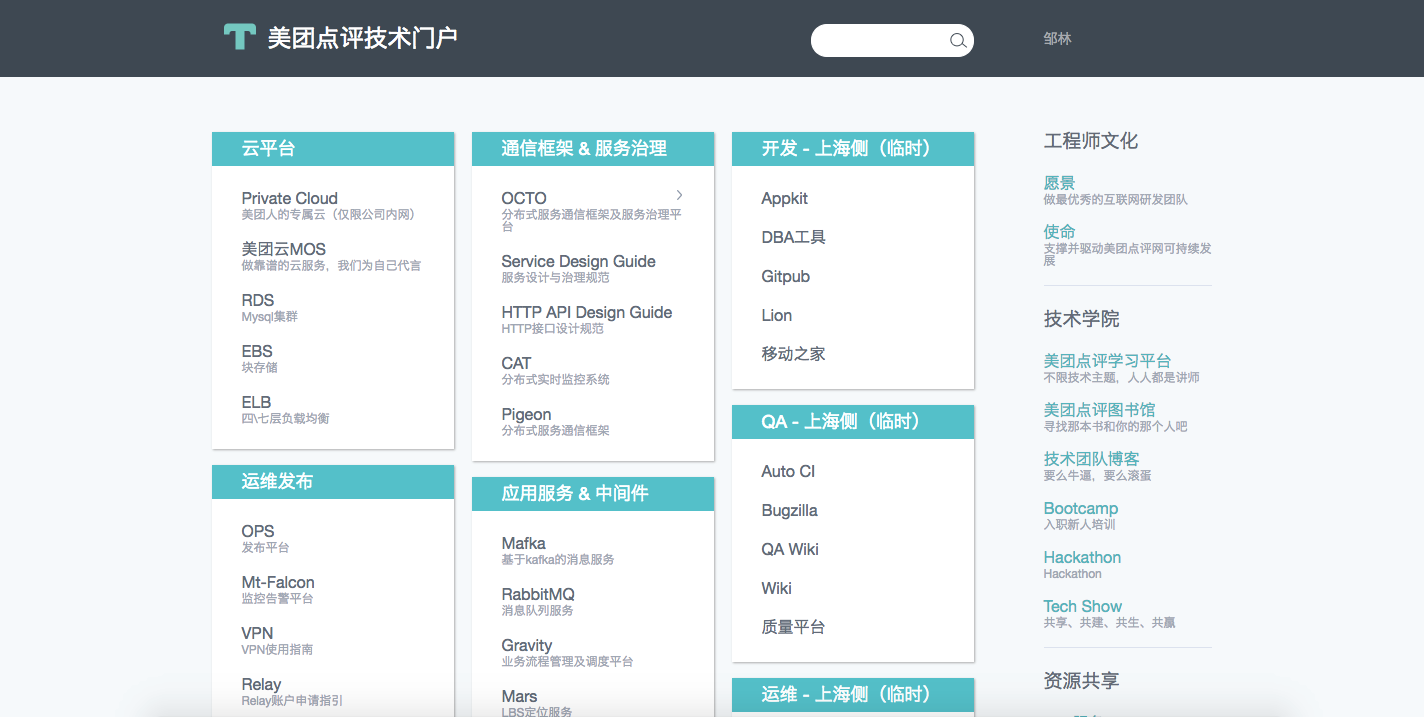 美团点评技术门户
邹林
云平台
Private Cloud
美团人的专属云（仅限公司内网）
美团云MOS
做靠谱的云服务，我们为自己代言
RDS
Mysql集群
EBS
块存储
ELB
四\七层负载均衡
运维发布
OPS
发布平台
Mt-Falcon
监控告警平台
VPN
VPN使用指南
Relay
Relay账户申请指引
通信框架 & 服务治理
OCTO
分布式服务通信框架及服务治理平
台
Service Design Guide
服务设计与治理规范
HTTP API Design Guide
HTTP接口设计规范
CAT
分布式实时监控系统
Pigeon
分布式服务通信框架
应用服务 & 中间件
Mafka
基于kafka的消息服务
RabbitMQ
消息队列服务
Gravity
业务流程管理及调度平台
Mars
LBS定位服务
开发 - 上海侧（临时）
Appkit
DBA工具
Gitpub
Lion
移动之家
QA - 上海侧（临时）
Auto CI
Bugzilla
QA Wiki
Wiki
质量平台
运维 - 上海侧（临时）
工程师文化
愿景
做最优秀的互联网研发团队
使命
支撑并驱动美团点评网可持续发
展
技术学院
美团点评学习平台
不限技术主题，人人都是讲师
美团点评图书馆
寻找那本书和你的那个人吧
技术团队博客
要么牛逼，要么滚蛋
Bootcamp
入职新人培训
Hackathon
Hackathon
Tech Show
共享、共建、共生、共赢
资源共享